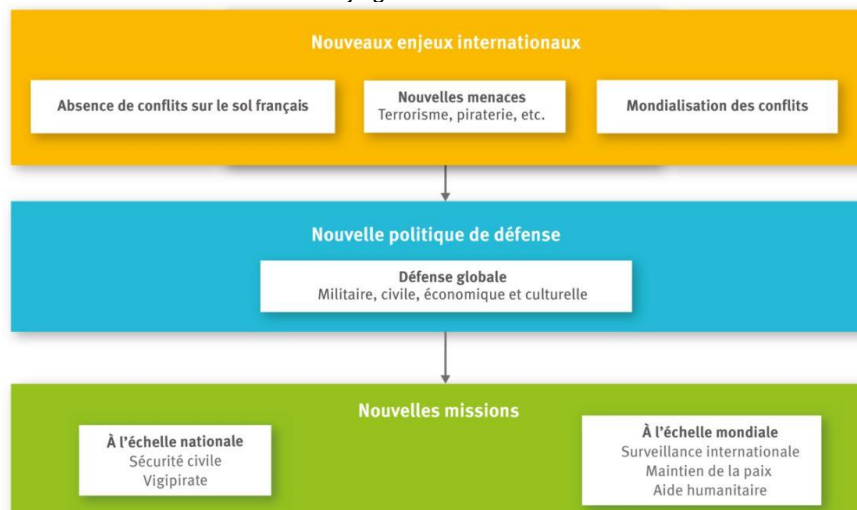 Nouveaux enjeux internationaux
Absence de conflits sur le sol français
Nouvelles menaces
Terrorisme, piraterie, etc.
Mondialisation des conflits
Nouvelle politique de défense
Défense globale
Militaire, civile, économique et culturelle
Nouvelles missions
À l'échelle nationale
Sécurité civile
Vigipirate
À l'échelle mondiale
Surveillance internationale
Maintien de la paix
Aide humanitaire